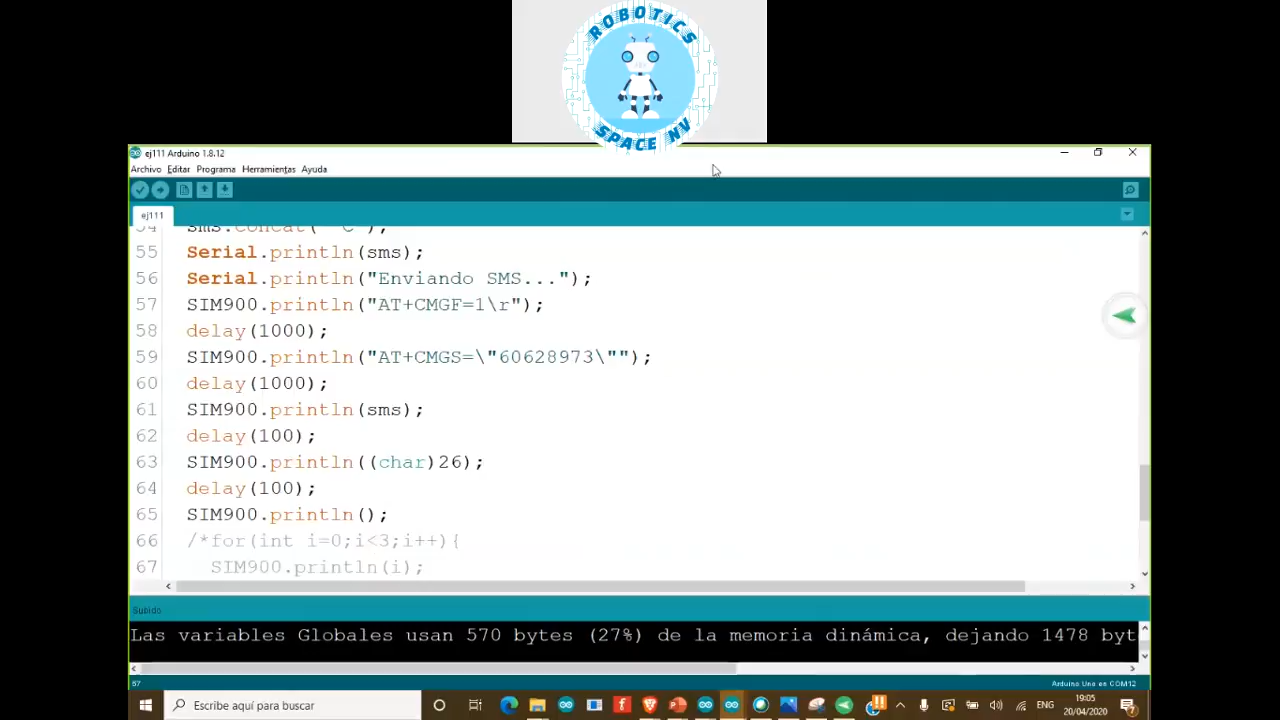 ROBOTICS
SPACE NV
ej111 Arduino 1.8.12
Archivo Editar Programa Herramientas Ayuda
ej111
54 sms.concat(" C");
55 Serial.println(sms);
56 Serial.println("Enviando SMS...");
57 SIM900.println("AT+CMGF=1\r");
58 delay(1000);
59 SIM900.println("AT+CMGS=\"60628973\"");
60 delay(1000);
61 SIM900.println(sms);
62 delay(100);
63 SIM900.println((char)26);
64 delay(100);
65 SIM900.println();
66 /*for(int i=0;i<3;i++){
67 SIM900.println(i);
Subido
Las variables Globales usan 570 bytes (27%) de la memoria dinámica, dejando 1478 byt
67 Arduino Uno en COM12
Escribe aquí para buscar
ENG
19:05
20/04/2020